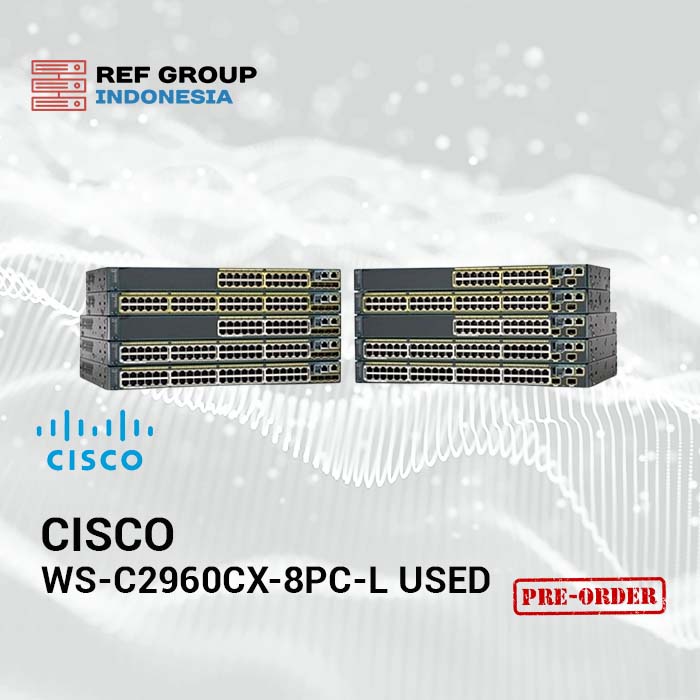 REF GROUP
INDONESIA
CISCO
CISCO
WS-C2960CX-8PC-L USED
PRE-ORDER